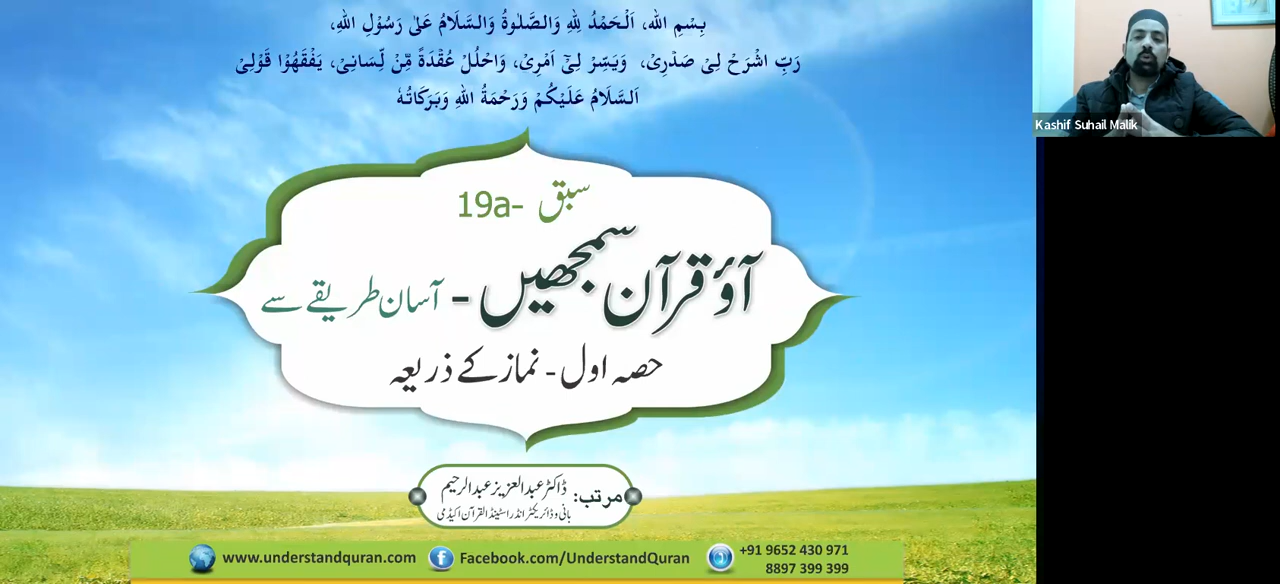 بِسْمِ اللہ، اَلْحَمْدُ لِلّٰهِ وَالصَّلٰوةُ وَالسَّلَامُ عَلٰی رَسُوْلِ اللهِ،
رَبِّ اشْرَحْ لِیْ صَدْرِیْ، وَيَسِّرْ لِیْٓ اَمْرِیْ، وَاحْلُلْ عُقْدَةً مِّنْ لِّسَانِیْ، يَفْقَهُوْا قَوْلِیْ
اَلسَّلَامُ عَلَيْكُمْ وَرَحْمَةُ اللهِ وَبَرَكَاتُهٗ
Kashif Suhail Malik
سبق -19a
آؤ قرآن سمجھیں - آسان طریقے سے
حصہ اول - نماز کے ذریعہ
مرتب: ڈاکٹر عبدالعزیز عبدالرحیم
بانی و ڈائریکٹر انڈراسٹینڈ القرآن اکیڈمی
www.understandquran.com Facebook.com/UnderstandQuran +91 9652 430 971
8897 399 399